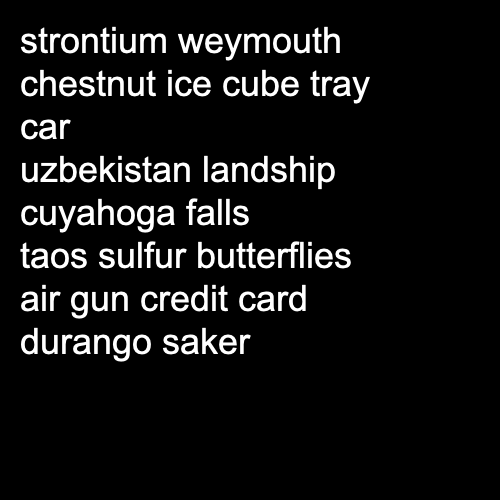 strontium weymouth
chestnut ice cube tray
car
uzbekistan landship
cuyahoga falls
taos sulfur butterflies
air gun credit card
durango saker